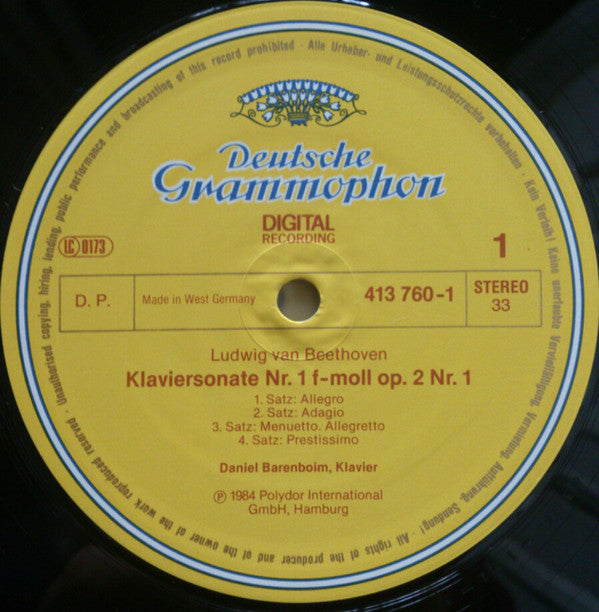 Deutsche
Grammophon
DIGITAL
RECORDING
LC 0173
1
D. P.
Made in West Germany
413 760-1
STEREO
33
Ludwig van Beethoven
Klaviersonate Nr. 1 f-moll op. 2 Nr. 1
1. Satz: Allegro
2. Satz: Adagio
3. Satz: Menuetto. Allegretto
4. Satz: Prestissimo
Daniel Barenboim, Klavier
Ⓟ 1984 Polydor International
GmbH, Hamburg
Alle Urheber- und Leistungsschutzrechte vorbehalten · Kein Verleih! Keine unerlaubte Vervielfältigung, Vermietung, Aufführung, Sendung! · All rights of the producer and of the owner of the work reproduced reserved · Unauthorised copying, hiring, lending, public performance and broadcasting of this record prohibited ·